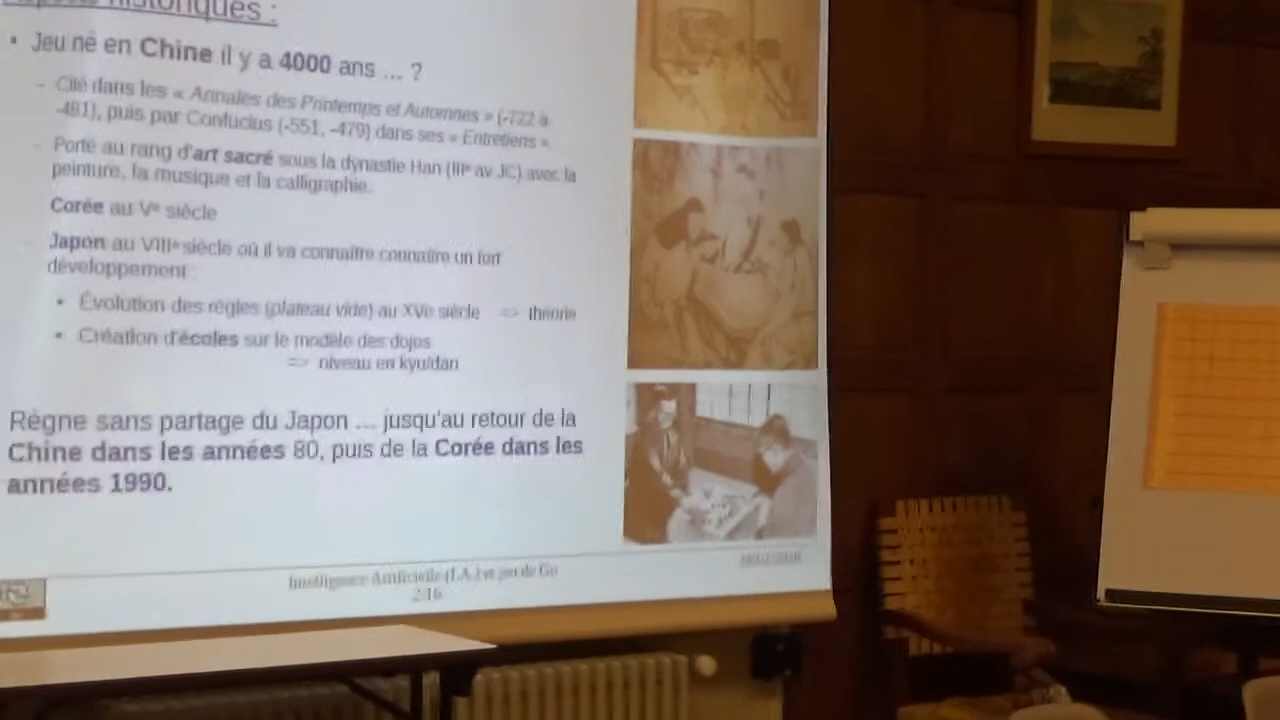 historiques :
• Jeu né en Chine il y a 4000 ans ... ?
– Cité dans les « Annales des Printemps et Automnes » (-722 à
-481), puis par Confucius (-551, -479) dans ses « Entretiens ».
– Porté au rang d'art sacré sous la dynastie Han (IIIe av JC) avec la
peinture, la musique et la calligraphie.
Corée au Ve siècle
Japon au VIIIe siècle où il va connaître connaître un fort
développement :
• Évolution des règles (plateau vide) au XVe siècle => théorie
• Création d'écoles sur le modèle des dojos
=> niveau en kyu/dan
Règne sans partage du Japon ... jusqu'au retour de la
Chine dans les années 80, puis de la Corée dans les
années 1990.
Intelligence Artificielle (I.A.) et jeu de Go
2/16